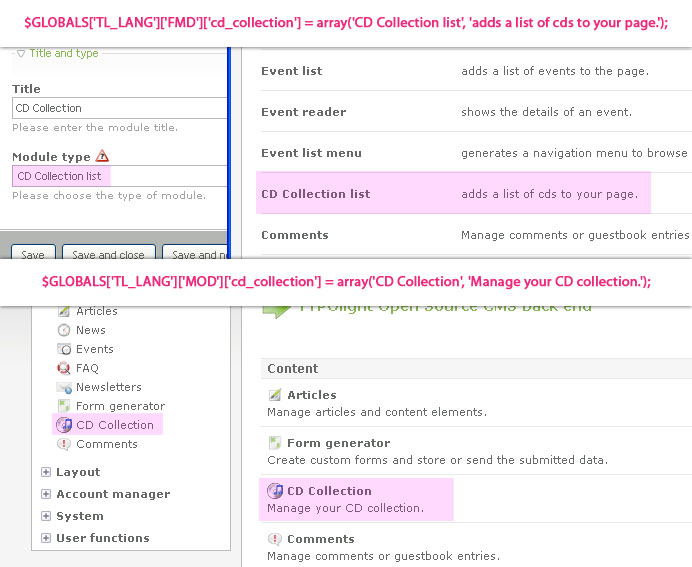 $GLOBALS['TL_LANG']['FMD']['cd_collection'] = array('CD Collection list', 'adds a list of cds to your page.');
Title and type
Title
CD Collection
Please enter the module title.
Module type
CD Collection list
Please choose the type of module.
Save
Save and close
Save and n
Event list
adds a list of events to the page.
Event reader
shows the details of an event.
Event list menu
generates a navigation menu to browse
CD Collection list
adds a list of cds to your page.
Comments
Manage comments or guestbook entries
$GLOBALS['TL_LANG']['MOD']['cd_collection'] = array('CD Collection', 'Manage your CD collection.');
Articles
News
Events
FAQ
Newsletters
Form generator
CD Collection
Comments
Layout
Account manager
System
User functions
TYPOlight Open Source CMS Back end
Content
Articles
Manage articles and content elements.
Form generator
Create custom forms and store or send the submitted data.
CD Collection
Manage your CD collection.
Comments
Manage comments or guestbook entries.